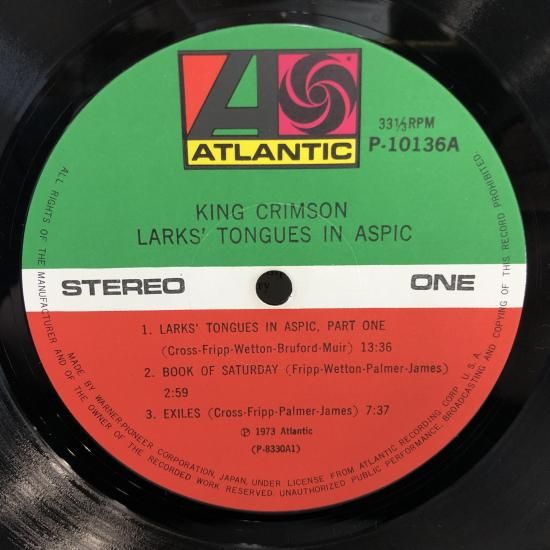 ATLANTIC
33⅓RPM
P-10136A
KING CRIMSON
LARKS' TONGUES IN ASPIC
STEREO
ONE
1. LARKS' TONGUES IN ASPIC, PART ONE
(Cross-Fripp-Wetton-Bruford-Muir) 13:36
2. BOOK OF SATURDAY (Fripp-Wetton-Palmer-James)
2:59
3. EXILES (Cross-Fripp-Palmer-James) 7:37
Ⓟ 1973 Atlantic
(P-8330A1)
ALL RIGHTS OF THE MANUFACTURER AND OF THE OWNER OF THE RECORDED WORK RESERVED. UNAUTHORIZED PUBLIC PERFORMANCE, BROADCASTING AND COPYING OF THIS RECORD PROHIBITED.
MADE BY WARNER-PIONEER CORPORATION, JAPAN, UNDER LICENSE FROM ATLANTIC RECORDING CORP. U.S.A.